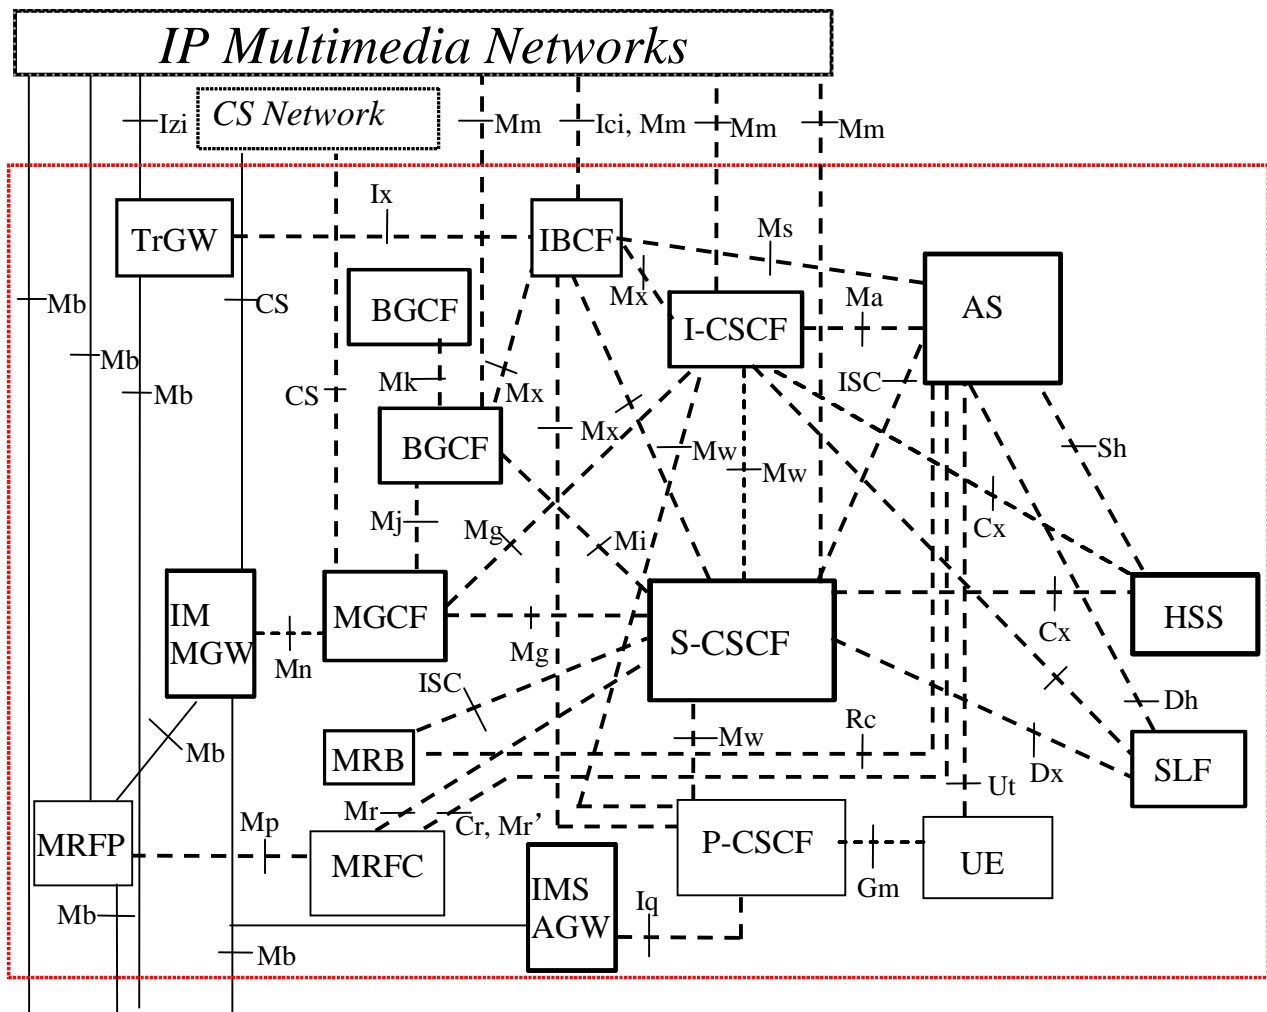 IP Multimedia Networks
CS Network
Izi
Mm
Ici, Mm
Mm
Mm
Ix
TrGW
IBCF
Ms
Mb
CS
BGCF
Mx
I-CSCF
Ma
AS
Mb
Mb
CS
Mk
Mx
ISC
BGCF
Mx
Mw
Mw
Sh
Mj
Mg
Mi
Cx
IM
MGW
MGCF
Mn
Mg
S-CSCF
Cx
HSS
ISC
Mb
MRB
Mw
Rc
Dh
Dx
SLF
Ut
MRFP
Mp
Mr
Cr, Mr’
MRFC
P-CSCF
UE
Gm
IMS
AGW
Iq
Mb
Mb